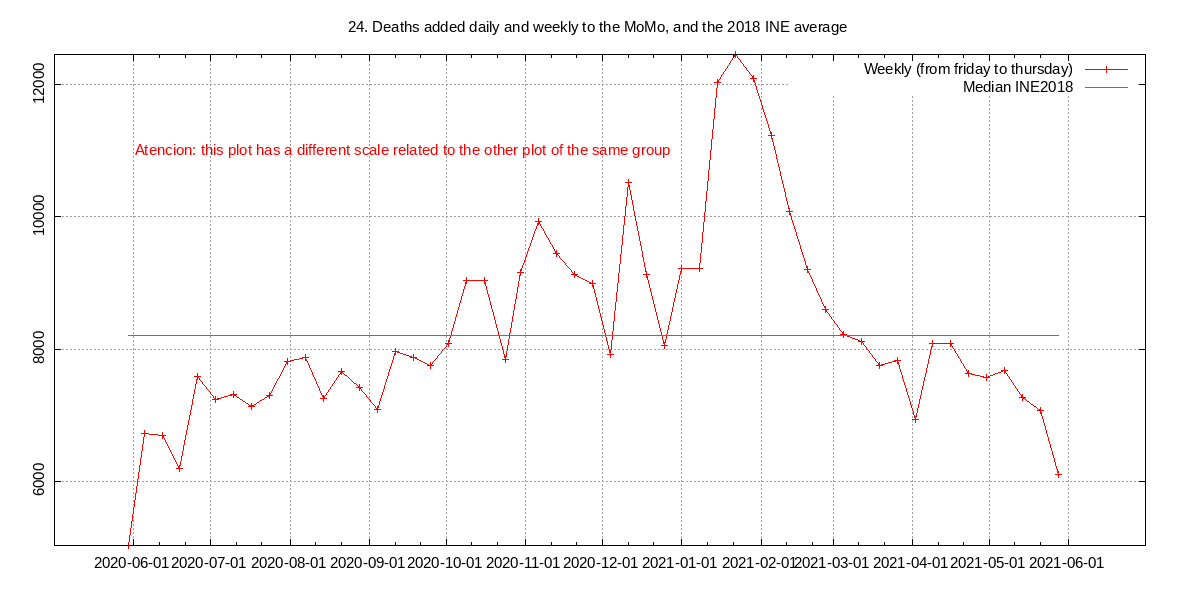 24. Deaths added daily and weekly to the MoMo, and the 2018 INE average
Weekly (from friday to thursday)
Median INE2018
Atencion: this plot has a different scale related to the other plot of the same group
12000
10000
8000
6000
2020-06-01 2020-07-01 2020-08-01 2020-09-01 2020-10-01 2020-11-01 2020-12-01 2021-01-01 2021-02-01 2021-03-01 2021-04-01 2021-05-01 2021-06-01